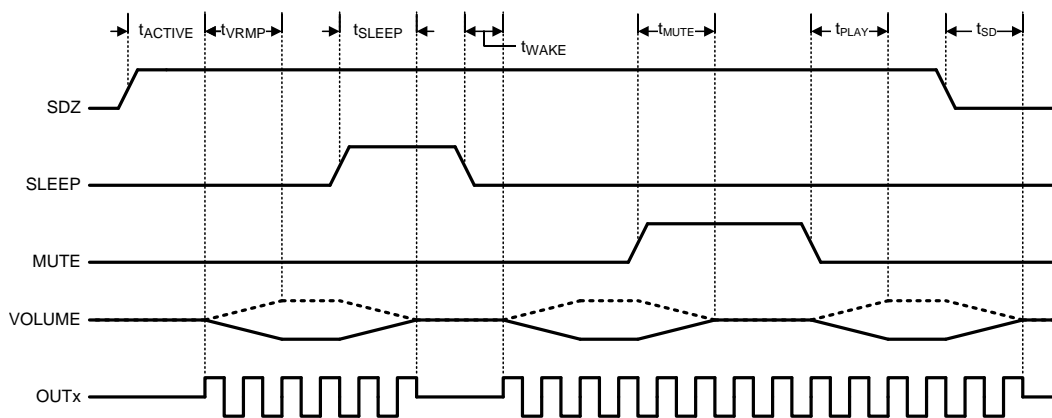 tACTIVE tVRMP tSLEEP tWAKE tMUTE tPLAY tSD
SDZ
SLEEP
MUTE
VOLUME
OUTx